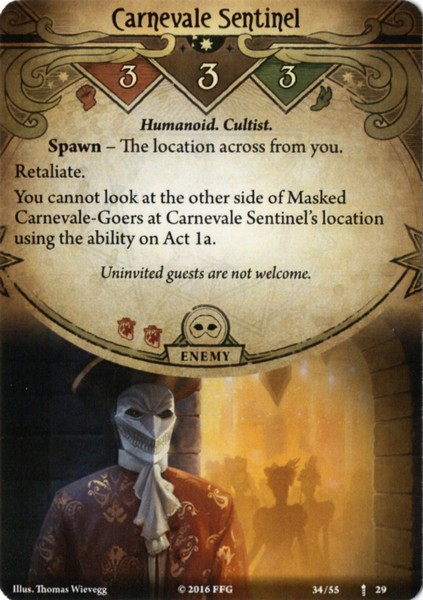 Carnevale Sentinel
3 3 3
Humanoid. Cultist.
Spawn – The location across from you.
Retaliate.
You cannot look at the other side of Masked
Carnevale-Goers at Carnevale Sentinel's location
using the ability on Act 1a.
Uninvited guests are not welcome.
ENEMY
Illus. Thomas Wievegg © 2016 FFG 34/55 29